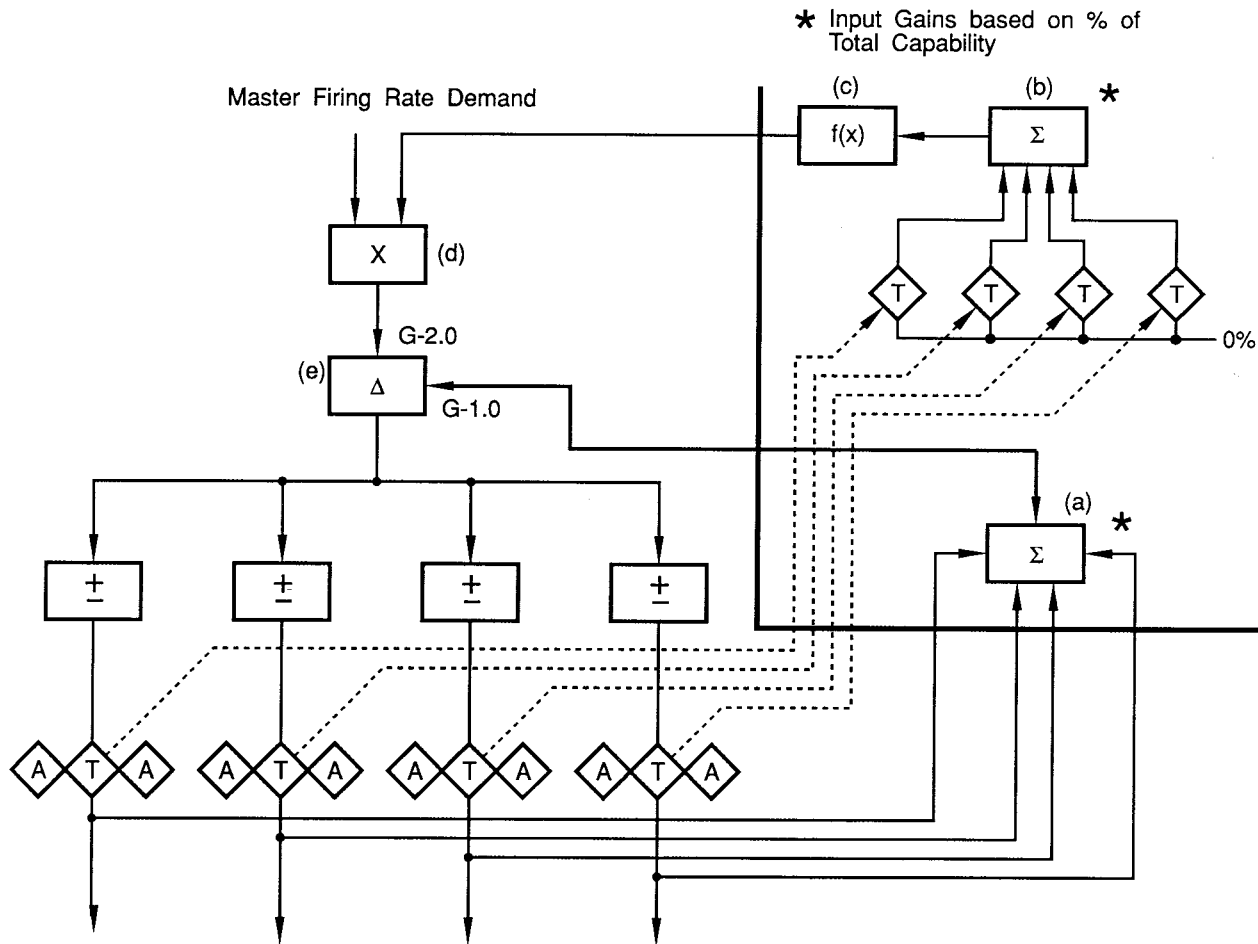 * Input Gains based on % of
Total Capability
Master Firing Rate Demand
(c)
(b)
*
f(x)
Σ
X
(d)
T
T
T
T
0%
G-2.0
(e)
Δ
G-1.0
(a)
*
Σ
±
±
±
±
A T A
A T A
A T A
A T A